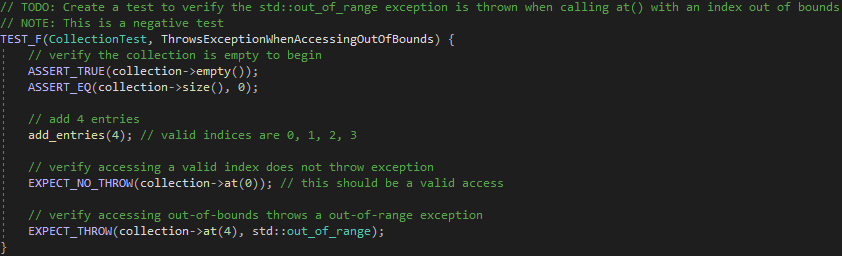 // TODO: Create a test to verify the std::out_of_range exception is thrown when calling at() with an index out of bounds
// NOTE: This is a negative test
TEST_F(CollectionTest, ThrowsExceptionWhenAccessingOutOfBounds) {
    // verify the collection is empty to begin
    ASSERT_TRUE(collection->empty());
    ASSERT_EQ(collection->size(), 0);

    // add 4 entries
    add_entries(4); // valid indices are 0, 1, 2, 3

    // verify accessing a valid index does not throw exception
    EXPECT_NO_THROW(collection->at(0)); // this should be a valid access

    // verify accessing out-of-bounds throws a out-of-range exception
    EXPECT_THROW(collection->at(4), std::out_of_range);
}